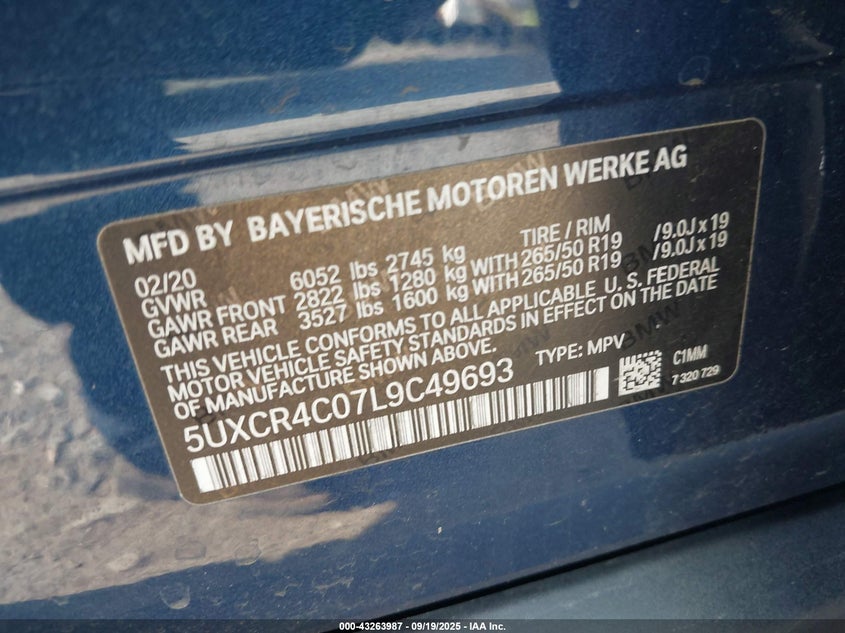 MFD BY BAYERISCHE MOTOREN WERKE AG
02/20 TIRE / RIM
GVWR 6052 lbs 2745 kg
GAWR FRONT 2822 lbs 1280 kg WITH 265/50 R19 /9.0J x 19
GAWR REAR 3527 lbs 1600 kg WITH 265/50 R19 /9.0J x 19
THIS VEHICLE CONFORMS TO ALL APPLICABLE U.S. FEDERAL
MOTOR VEHICLE SAFETY STANDARDS IN EFFECT ON THE DATE
OF MANUFACTURE SHOWN ABOVE.
TYPE: MPV
C1MM
5UXCR4C07L9C49693
7 320 729
000-43263987 - 09/19/2025 - IAA Inc.